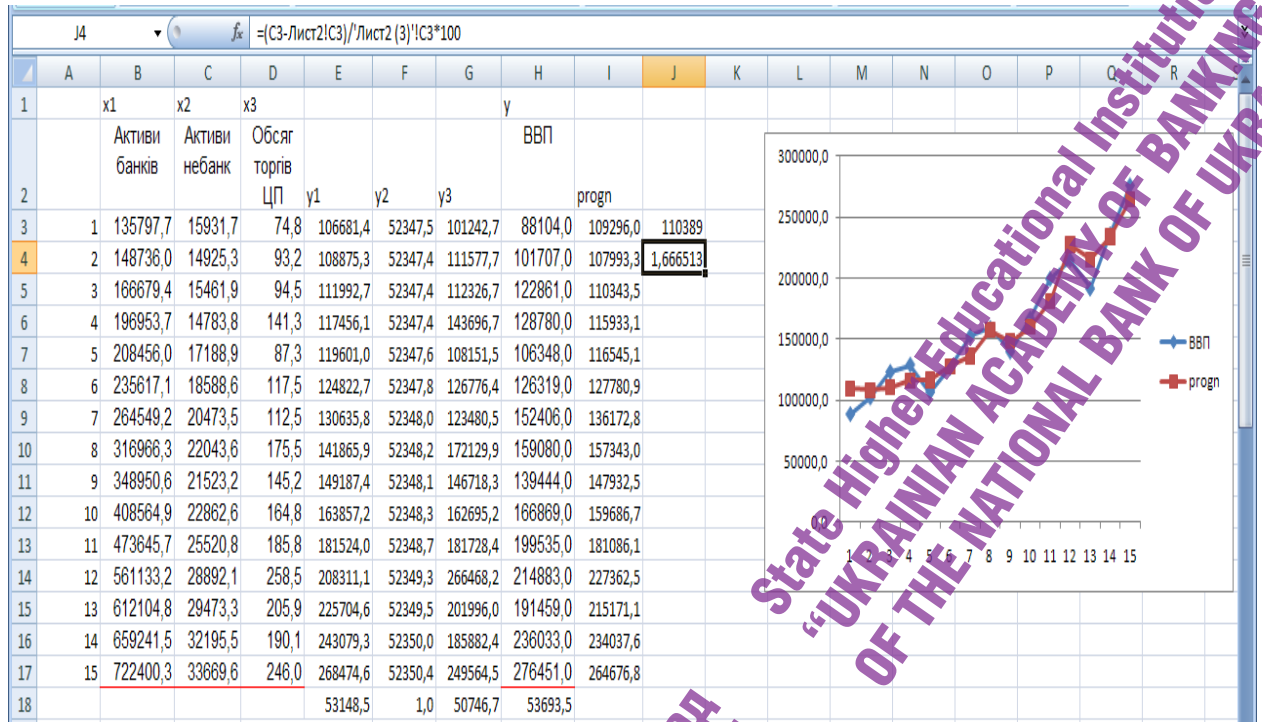 J4 fx =(C3-Лист2!C3)/'Лист2 (3)'!C3*100
A B C D E F G H I J K L M N O P Q R
1 x1 x2 x3 y
2 Активи банків Активи небанк Обсяг торгів ЦП y1 y2 y3 ВВП progn
3 1 135797,7 15931,7 74,8 106681,4 52347,5 101242,7 88104,0 109296,0 110389
4 2 148736,0 14925,3 93,2 108875,3 52347,4 111577,7 101707,0 107993,3 1,666513
5 3 166679,4 15461,9 94,5 111992,7 52347,4 112326,7 122861,0 110343,5
6 4 196953,7 14783,8 141,3 117456,1 52347,4 143696,7 128780,0 115933,1
7 5 208456,0 17188,9 87,3 119601,0 52347,6 108151,5 106348,0 116545,1
8 6 235617,1 18588,6 117,5 124822,7 52347,8 126776,4 126319,0 127780,9
9 7 264549,2 20473,5 112,5 130635,8 52348,0 123480,5 152406,0 136172,8
10 8 316966,3 22043,6 175,5 141865,9 52348,2 172129,9 159080,0 157343,0
11 9 348950,6 21523,2 145,2 149187,4 52348,1 146718,3 139444,0 147932,5
12 10 408564,9 22862,6 164,8 163857,2 52348,3 162695,2 166869,0 159686,7
13 11 473645,7 25520,8 185,8 181524,0 52348,7 181728,4 199535,0 181086,1
14 12 561133,2 28892,1 258,5 208311,1 52349,3 266468,2 214883,0 227362,5
15 13 612104,8 29473,3 205,9 225704,6 52349,5 201996,0 191459,0 215171,1
16 14 659241,5 32195,5 190,1 243079,3 52350,0 185882,4 236033,0 234037,6
17 15 722400,3 33669,6 246,0 268474,6 52350,4 249564,5 276451,0 264676,8
18 53148,5 1,0 50746,7 53693,5
300000,0
250000,0
200000,0
150000,0
100000,0
50000,0
0,0
1 2 3 4 5 6 7 8 9 10 11 12 13 14 15
ВВП
progn
State Higher Educational Institutio
“UKRAINIAN ACADEMY OF BANKING
OF THE NATIONAL BANK OF UKRA